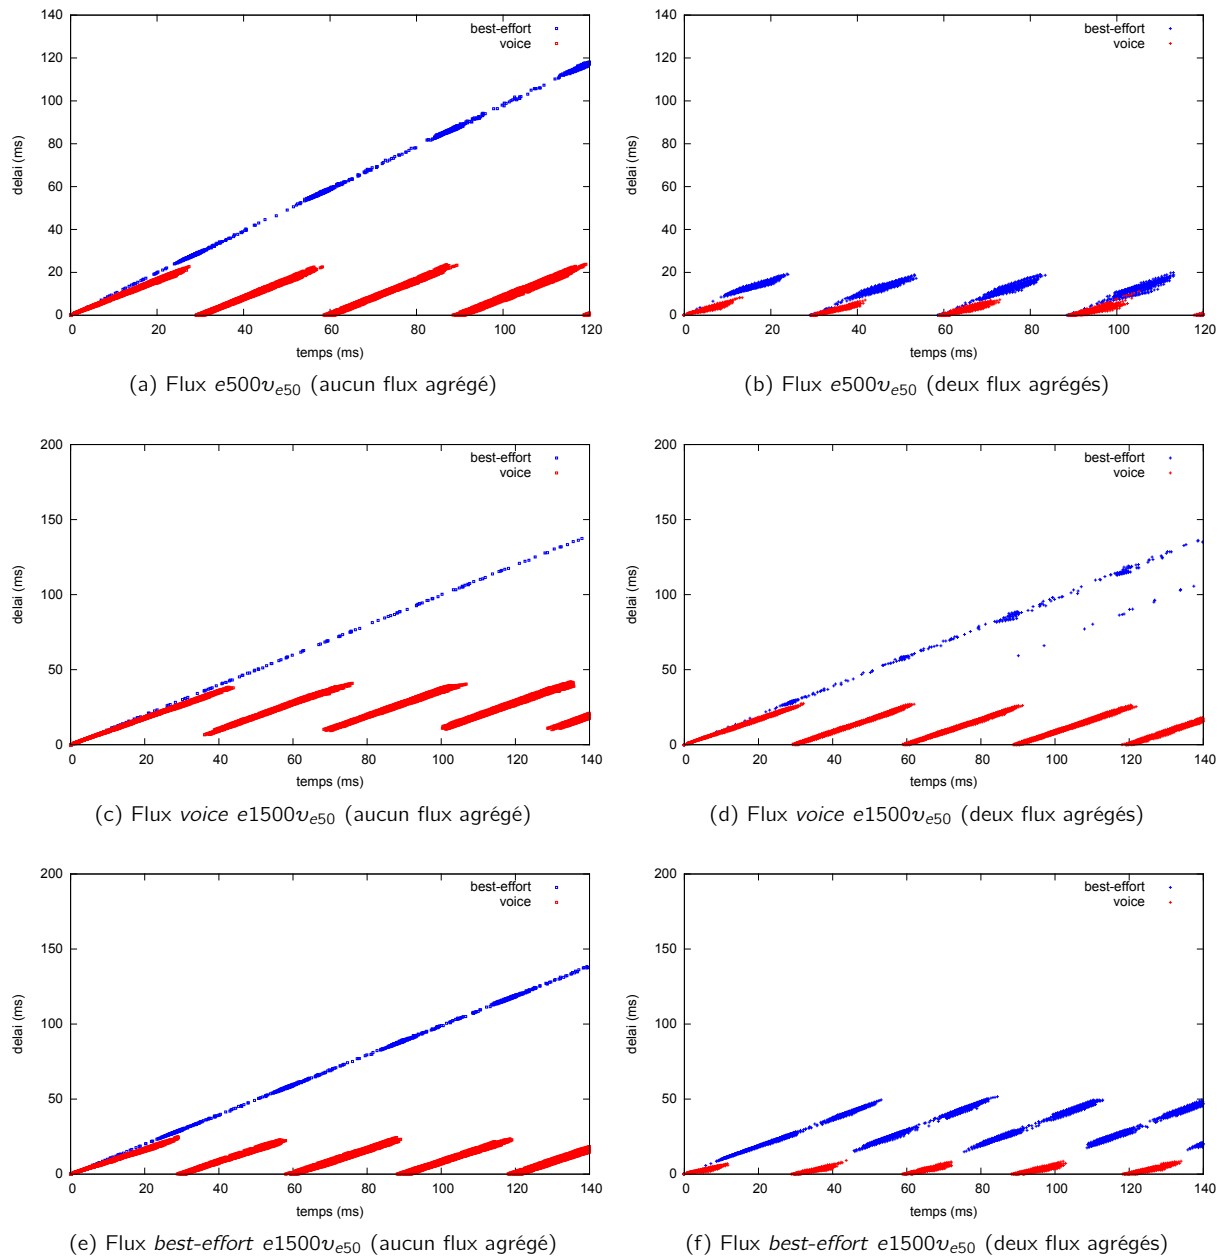 140
120
100
80
60
40
20
0
delai (ms)
best-effort
voice
0 20 40 60 80 100 120
temps (ms)
(a) Flux e500υe50 (aucun flux agrégé)
140
120
100
80
60
40
20
0
delai (ms)
best-effort
voice
0 20 40 60 80 100 120
temps (ms)
(b) Flux e500υe50 (deux flux agrégés)
200
150
100
50
0
delai (ms)
best-effort
voice
0 20 40 60 80 100 120 140
temps (ms)
(c) Flux voice e1500υe50 (aucun flux agrégé)
200
150
100
50
0
delai (ms)
best-effort
voice
0 20 40 60 80 100 120 140
temps (ms)
(d) Flux voice e1500υe50 (deux flux agrégés)
200
150
100
50
0
delai (ms)
best-effort
voice
0 20 40 60 80 100 120 140
temps (ms)
(e) Flux best-effort e1500υe50 (aucun flux agrégé)
200
150
100
50
0
delai (ms)
best-effort
voice
0 20 40 60 80 100 120 140
temps (ms)
(f) Flux best-effort e1500υe50 (deux flux agrégés)